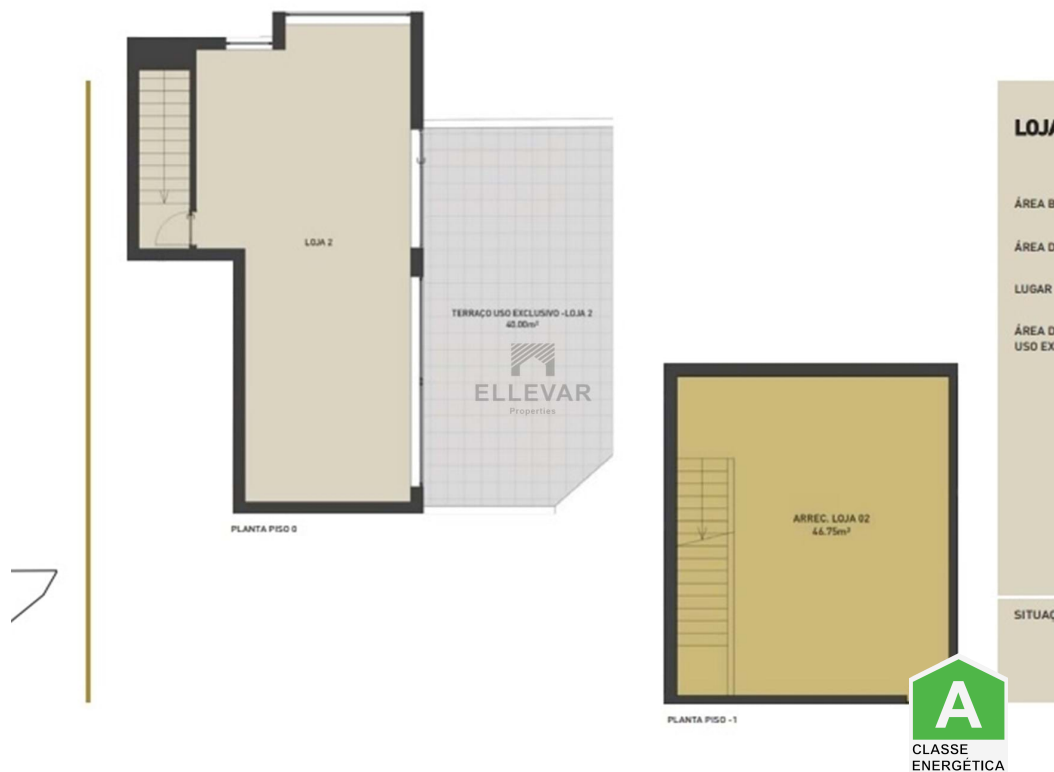 LOJA 2
TERRAÇO USO EXCLUSIVO -LOJA 2
40.00m²
ELLEVAR
Properties
PLANTA PISO 0
ARREC. LOJA 02
46.75m²
PLANTA PISO -1
LOJA
ÁREA B
ÁREA D
LUGAR
ÁREA D
USO EX
SITUAÇ
A
CLASSE
ENERGÉTICA